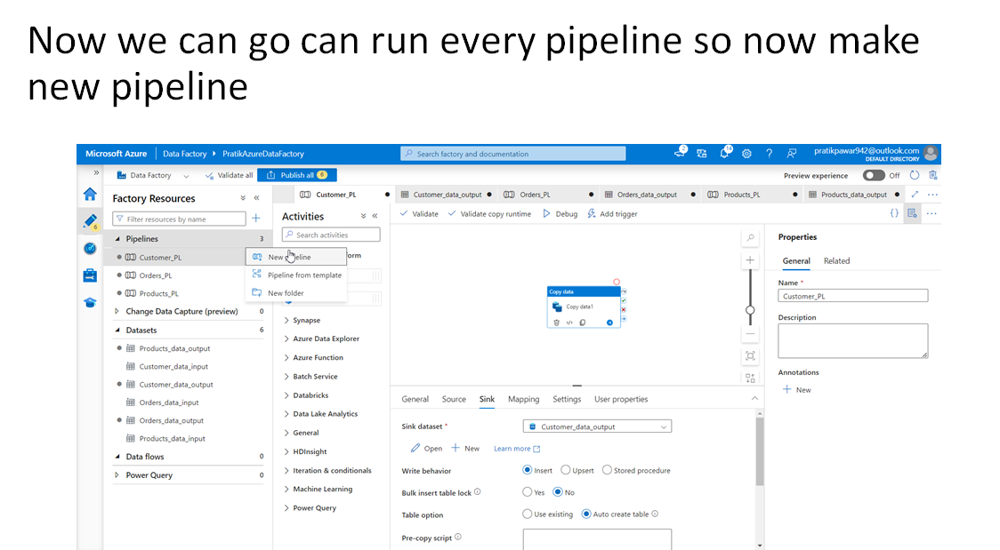 Now we can go can run every pipeline so now make
new pipeline
Microsoft Azure
Data Factory
PratikAzureDataFactory
Search factory and documentation
2
14
pratikpawar942@outlook.com
DEFAULT DIRECTORY
Data Factory
Validate all
Publish all 6
Preview experience
Off
Factory Resources
Filter resources by name
6
Pipelines 3
Customer_PL
Orders_PL
Products_PL
Change Data Capture (preview) 0
Datasets 6
Products_data_output
Customer_data_input
Customer_data_output
Orders_data_input
Orders_data_output
Products_data_input
Data flows 0
Power Query 0
New
Pipeline from template
New folder
Customer_PL
Customer_data_output
Orders_PL
Orders_data_output
Products_PL
Products_data_output
Activities
Search activities
Synapse
Azure Data Explorer
Azure Function
Batch Service
Databricks
Data Lake Analytics
General
HDInsight
Iteration & conditionals
Machine Learning
Power Query
Validate
Validate copy runtime
Debug
Add trigger
Copy data
Copy data1
General
Source
Sink
Mapping
Settings
User properties
Sink dataset *
Customer_data_output
Open
New
Learn more
Write behavior
Insert
Upsert
Stored procedure
Bulk insert table lock
Yes
No
Table option
Use existing
Auto create table
Pre-copy script
Properties
General
Related
Name *
Customer_PL
Description
Annotations
New